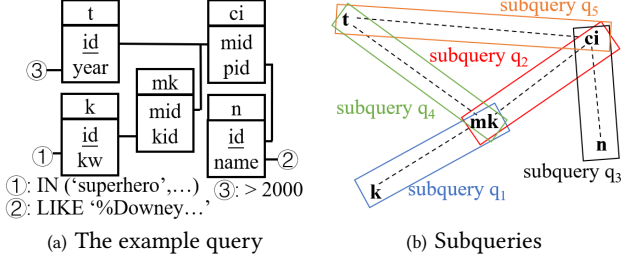 t
id
year
③
ci
mid
pid
mk
mid
kid
k
id
kw
①
n
id
name
②
①: IN (‘superhero’,...)
③: > 2000
②: LIKE ‘%Downey...’
(a) The example query
subquery q5
t
ci
subquery q2
subquery q4
mk
n
subquery q3
k
subquery q1
(b) Subqueries